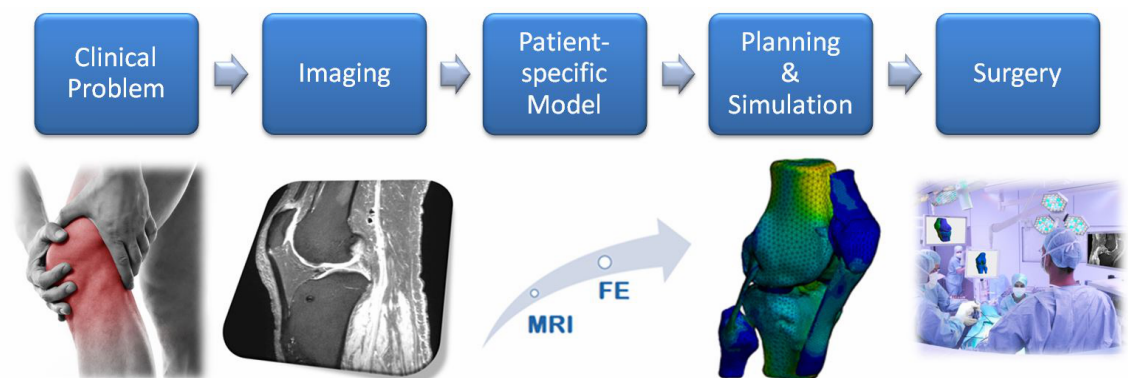 Clinical
Problem
Imaging
Patient-
specific
Model
Planning
&
Simulation
Surgery
MRI
FE